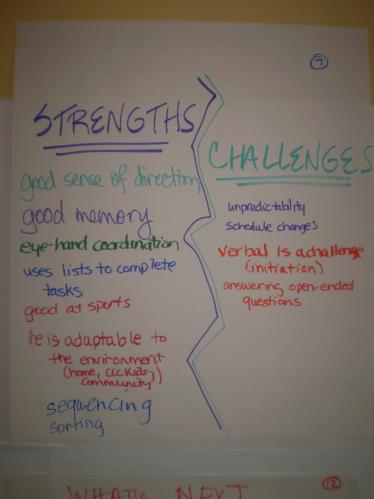 7
STRENGTHS
good sense of direction
good memory
eye-hand coordination
uses lists to complete
tasks
good at sports
he is adaptable to
the environment
(home, CCCKids,
community)
sequencing
sorting
CHALLENGES
unpredictability
schedule changes
verbal is a challenge
(initiation)
answering open-ended
questions
12
WHAT'S NEXT